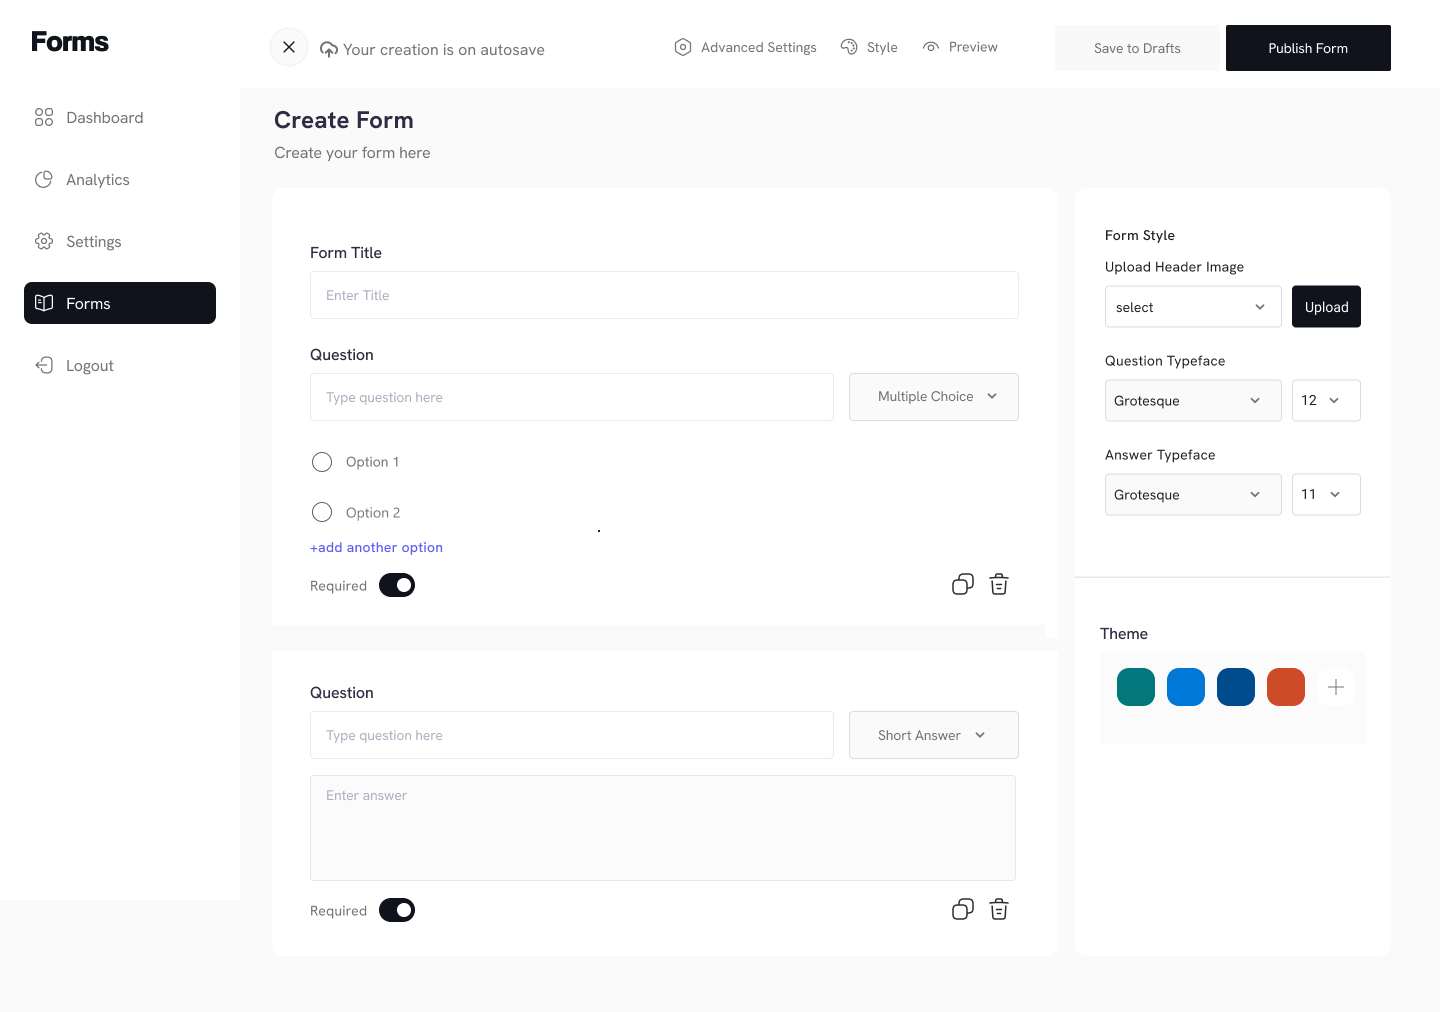 Forms
Your creation is on autosave
Advanced Settings
Style
Preview
Save to Drafts
Publish Form
Dashboard
Analytics
Settings
Forms
Logout
Create Form
Create your form here
Form Title
Enter Title
Question
Type question here
Multiple Choice
Option 1
Option 2
+add another option
Required
Question
Type question here
Short Answer
Enter answer
Required
Form Style
Upload Header Image
select
Upload
Question Typeface
Grotesque
12
Answer Typeface
Grotesque
11
Theme